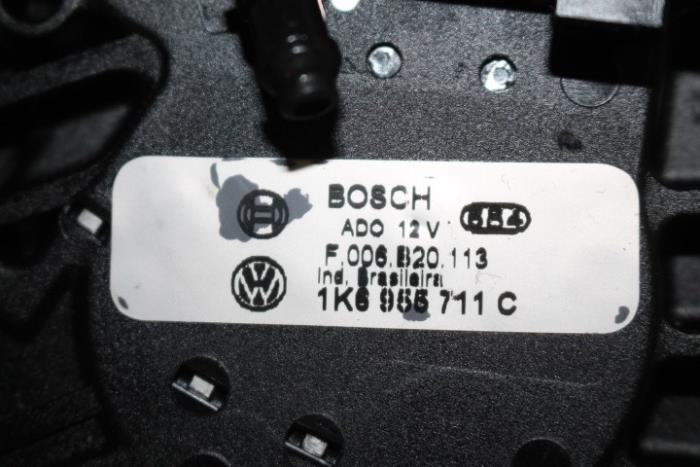 BOSCH
ADO 12 V
F.006.B20.113
Ind. Brasileira
1K6 955 711 C